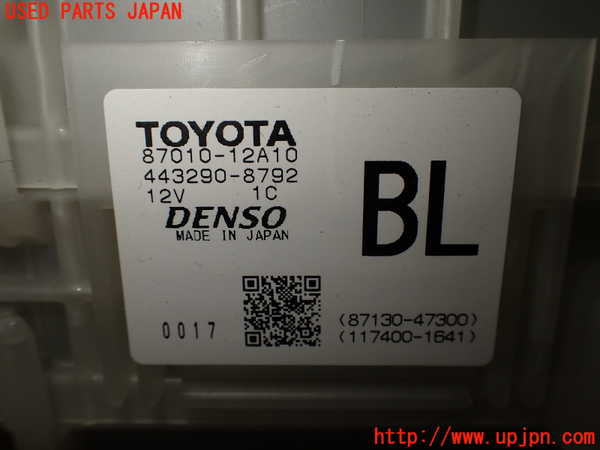 USED PARTS JAPAN
TOYOTA
87010-12A10
443290-8792
12V 1C
DENSO
MADE IN JAPAN
BL
0017
(87130-47300)
(117400-1641)
http://www.upjpn.com/